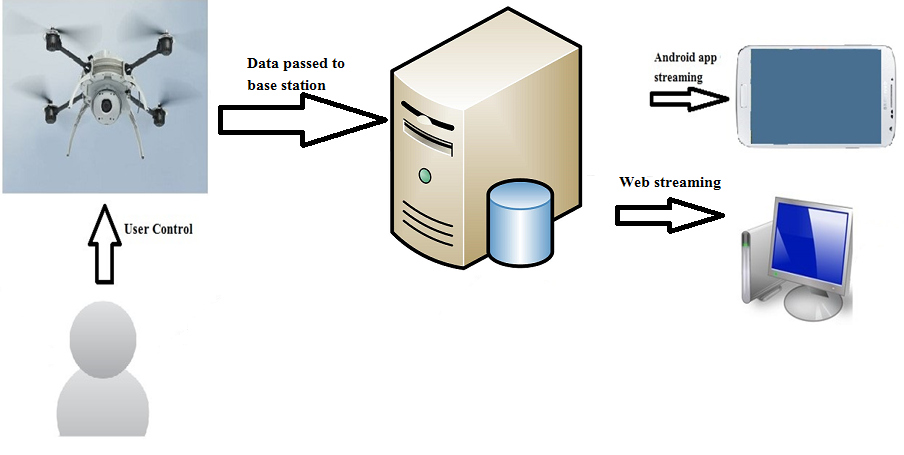 Data passed to
base station
Android app
streaming
Web streaming
User Control